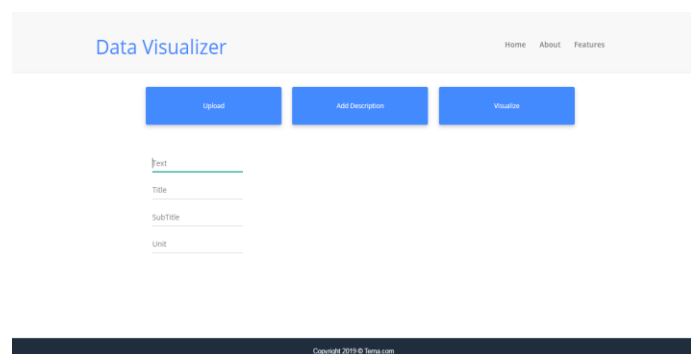 Data Visualizer
Home About Features
Upload Add Description Visualize
Text
Title
SubTitle
Unit
Copyright 2019 © Tema.com